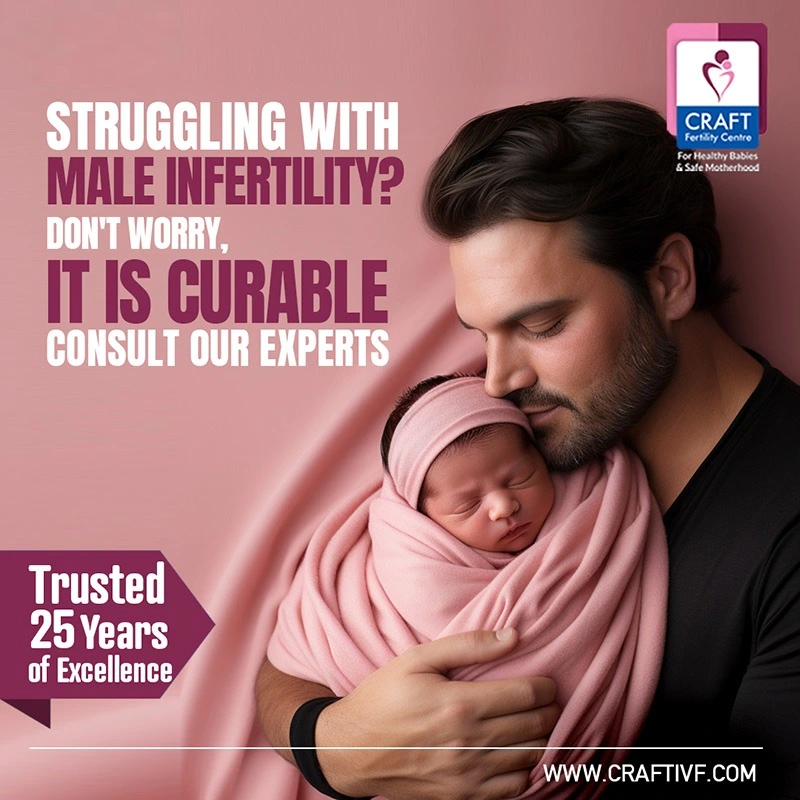 STRUGGLING WITH
MALE INFERTILITY?
DON'T WORRY,
IT IS CURABLE
CONSULT OUR EXPERTS
CRAFT
Fertility Centre
For Healthy Babies
& Safe Motherhood
Trusted
25 Years
of Excellence
WWW.CRAFTIVF.COM